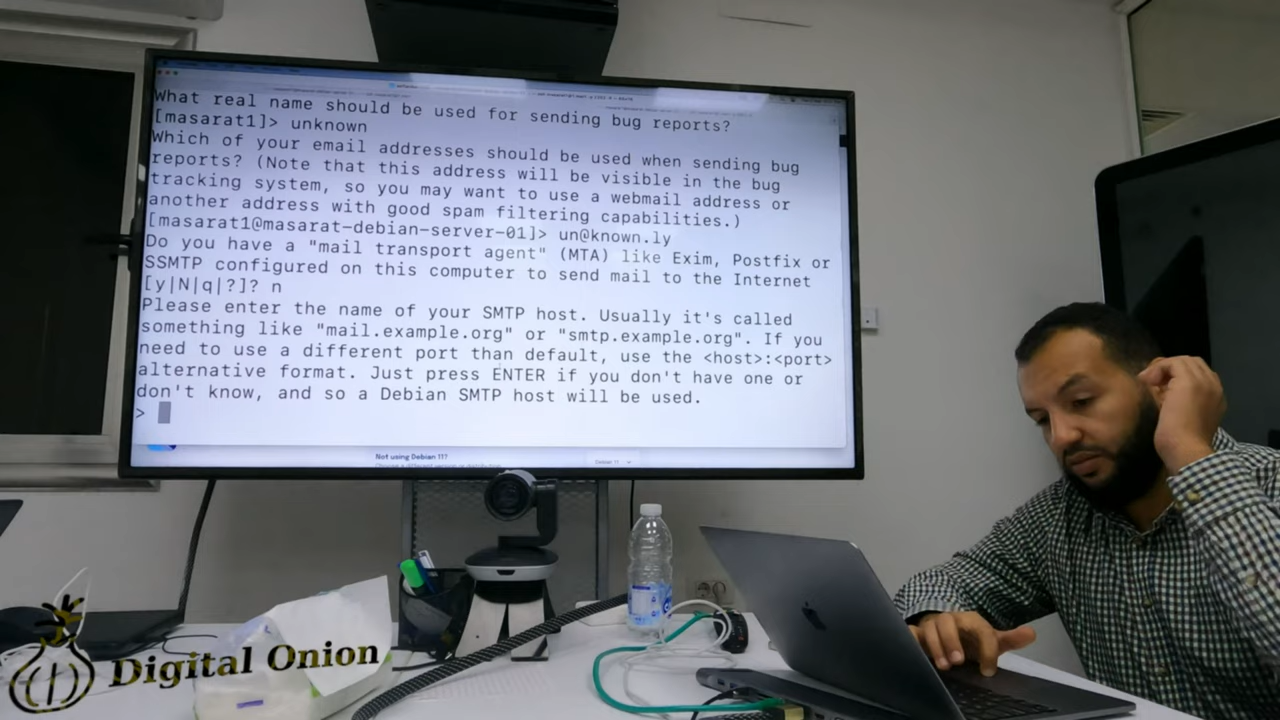 What real name should be used for sending bug reports?
[masarat1]> unknown
Which of your email addresses should be used when sending bug
reports? (Note that this address will be visible in the bug
tracking system, so you may want to use a webmail address or
another address with good spam filtering capabilities.)
[masarat1@masarat-debian-server-01]> un@known.ly
Do you have a "mail transport agent" (MTA) like Exim, Postfix or
SSMTP configured on this computer to send mail to the Internet
[y|N|q|?]? n
Please enter the name of your SMTP host. Usually it's called
something like "mail.example.org" or "smtp.example.org". If you
need to use a different port than default, use the <host>:<port>
alternative format. Just press ENTER if you don't have one or
don't know, and so a Debian SMTP host will be used.
>
Not using Debian 11?
Debian 11
Digital Onion